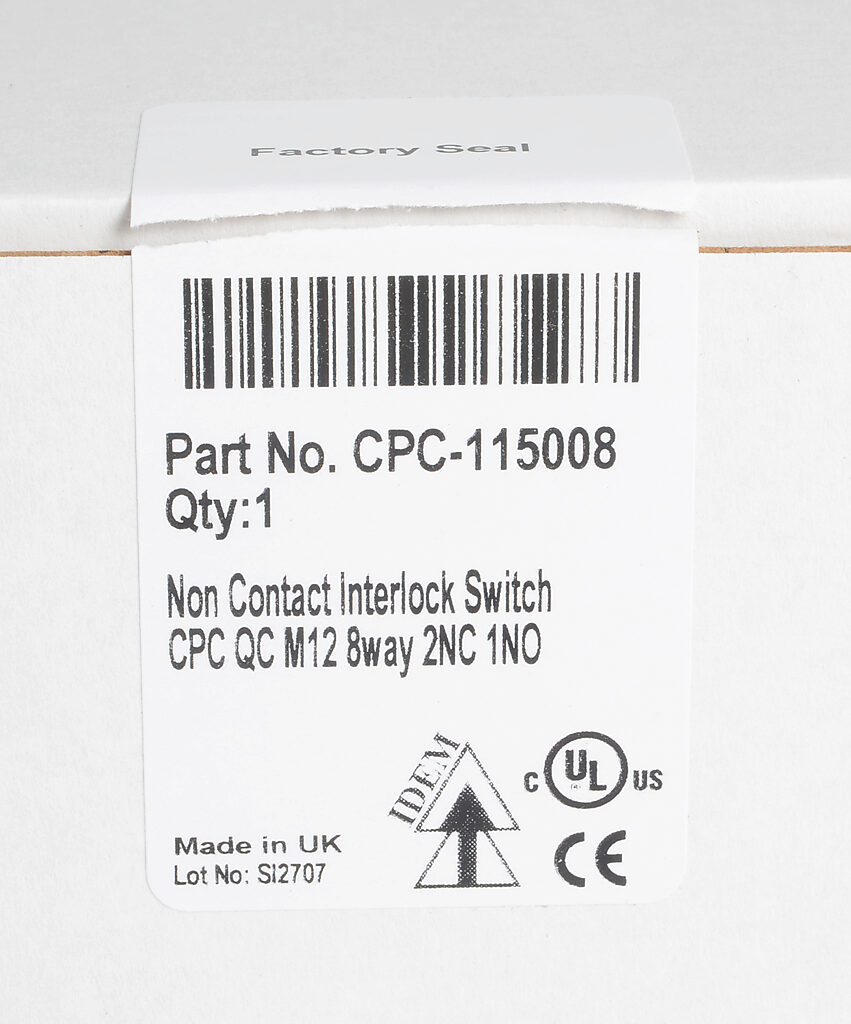 Factory Seal
Part No. CPC-115008
Qty:1
Non Contact Interlock Switch
CPC QC M12 8way 2NC 1NO
IDEM
C UL US
CE
Made in UK
Lot No: SI2707